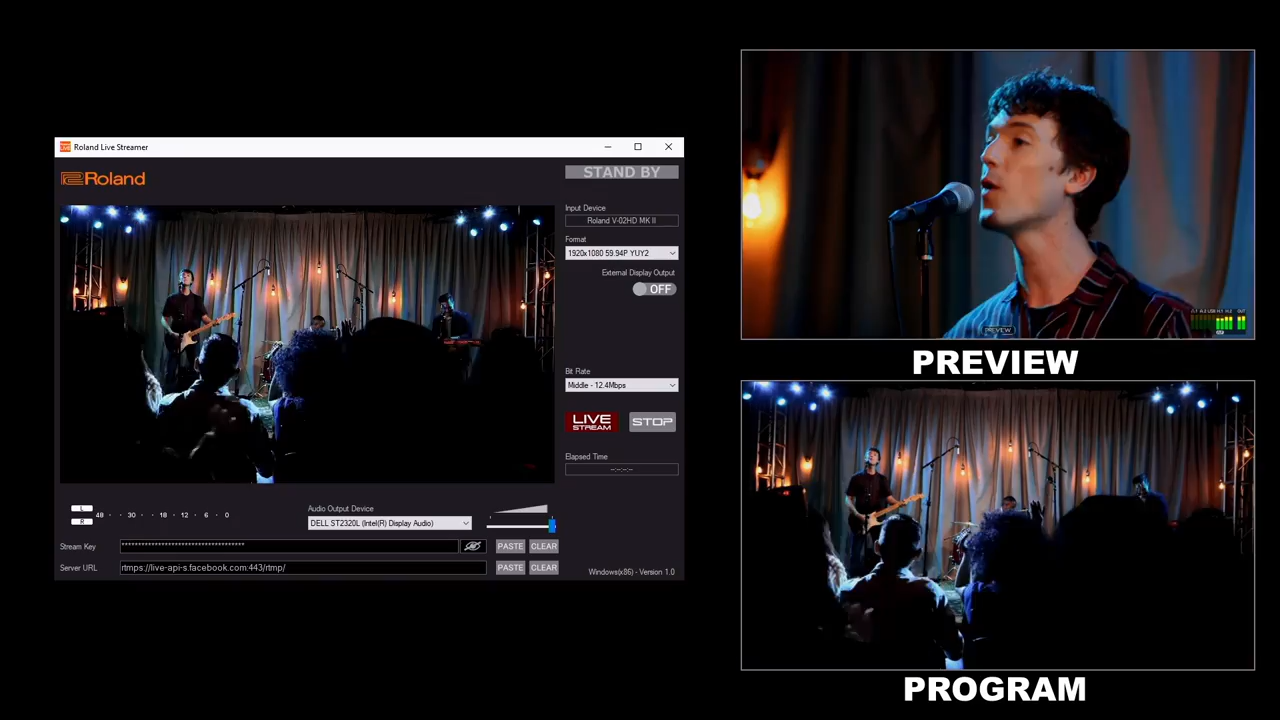 LIVE
Roland Live Streamer
Roland
STAND BY
Input Device
Roland V-02HD MK II
Format
1920x1080 59.94P YUY2
External Display Output
OFF
Bit Rate
Middle - 12.4Mbps
LIVE
STREAM
STOP
Elapsed Time
--:--:--:--
L
R
48 · · 30 · 18 · 12 · 6 · 0
Audio Output Device
DELL ST2320L (Intel(R) Display Audio)
Stream Key
PASTE
CLEAR
Server URL
rtmps://live-api-s.facebook.com:443/rtmp/
PASTE
CLEAR
Windows(x86) - Version 1.0
PREVIEW
PREVIEW
PROGRAM